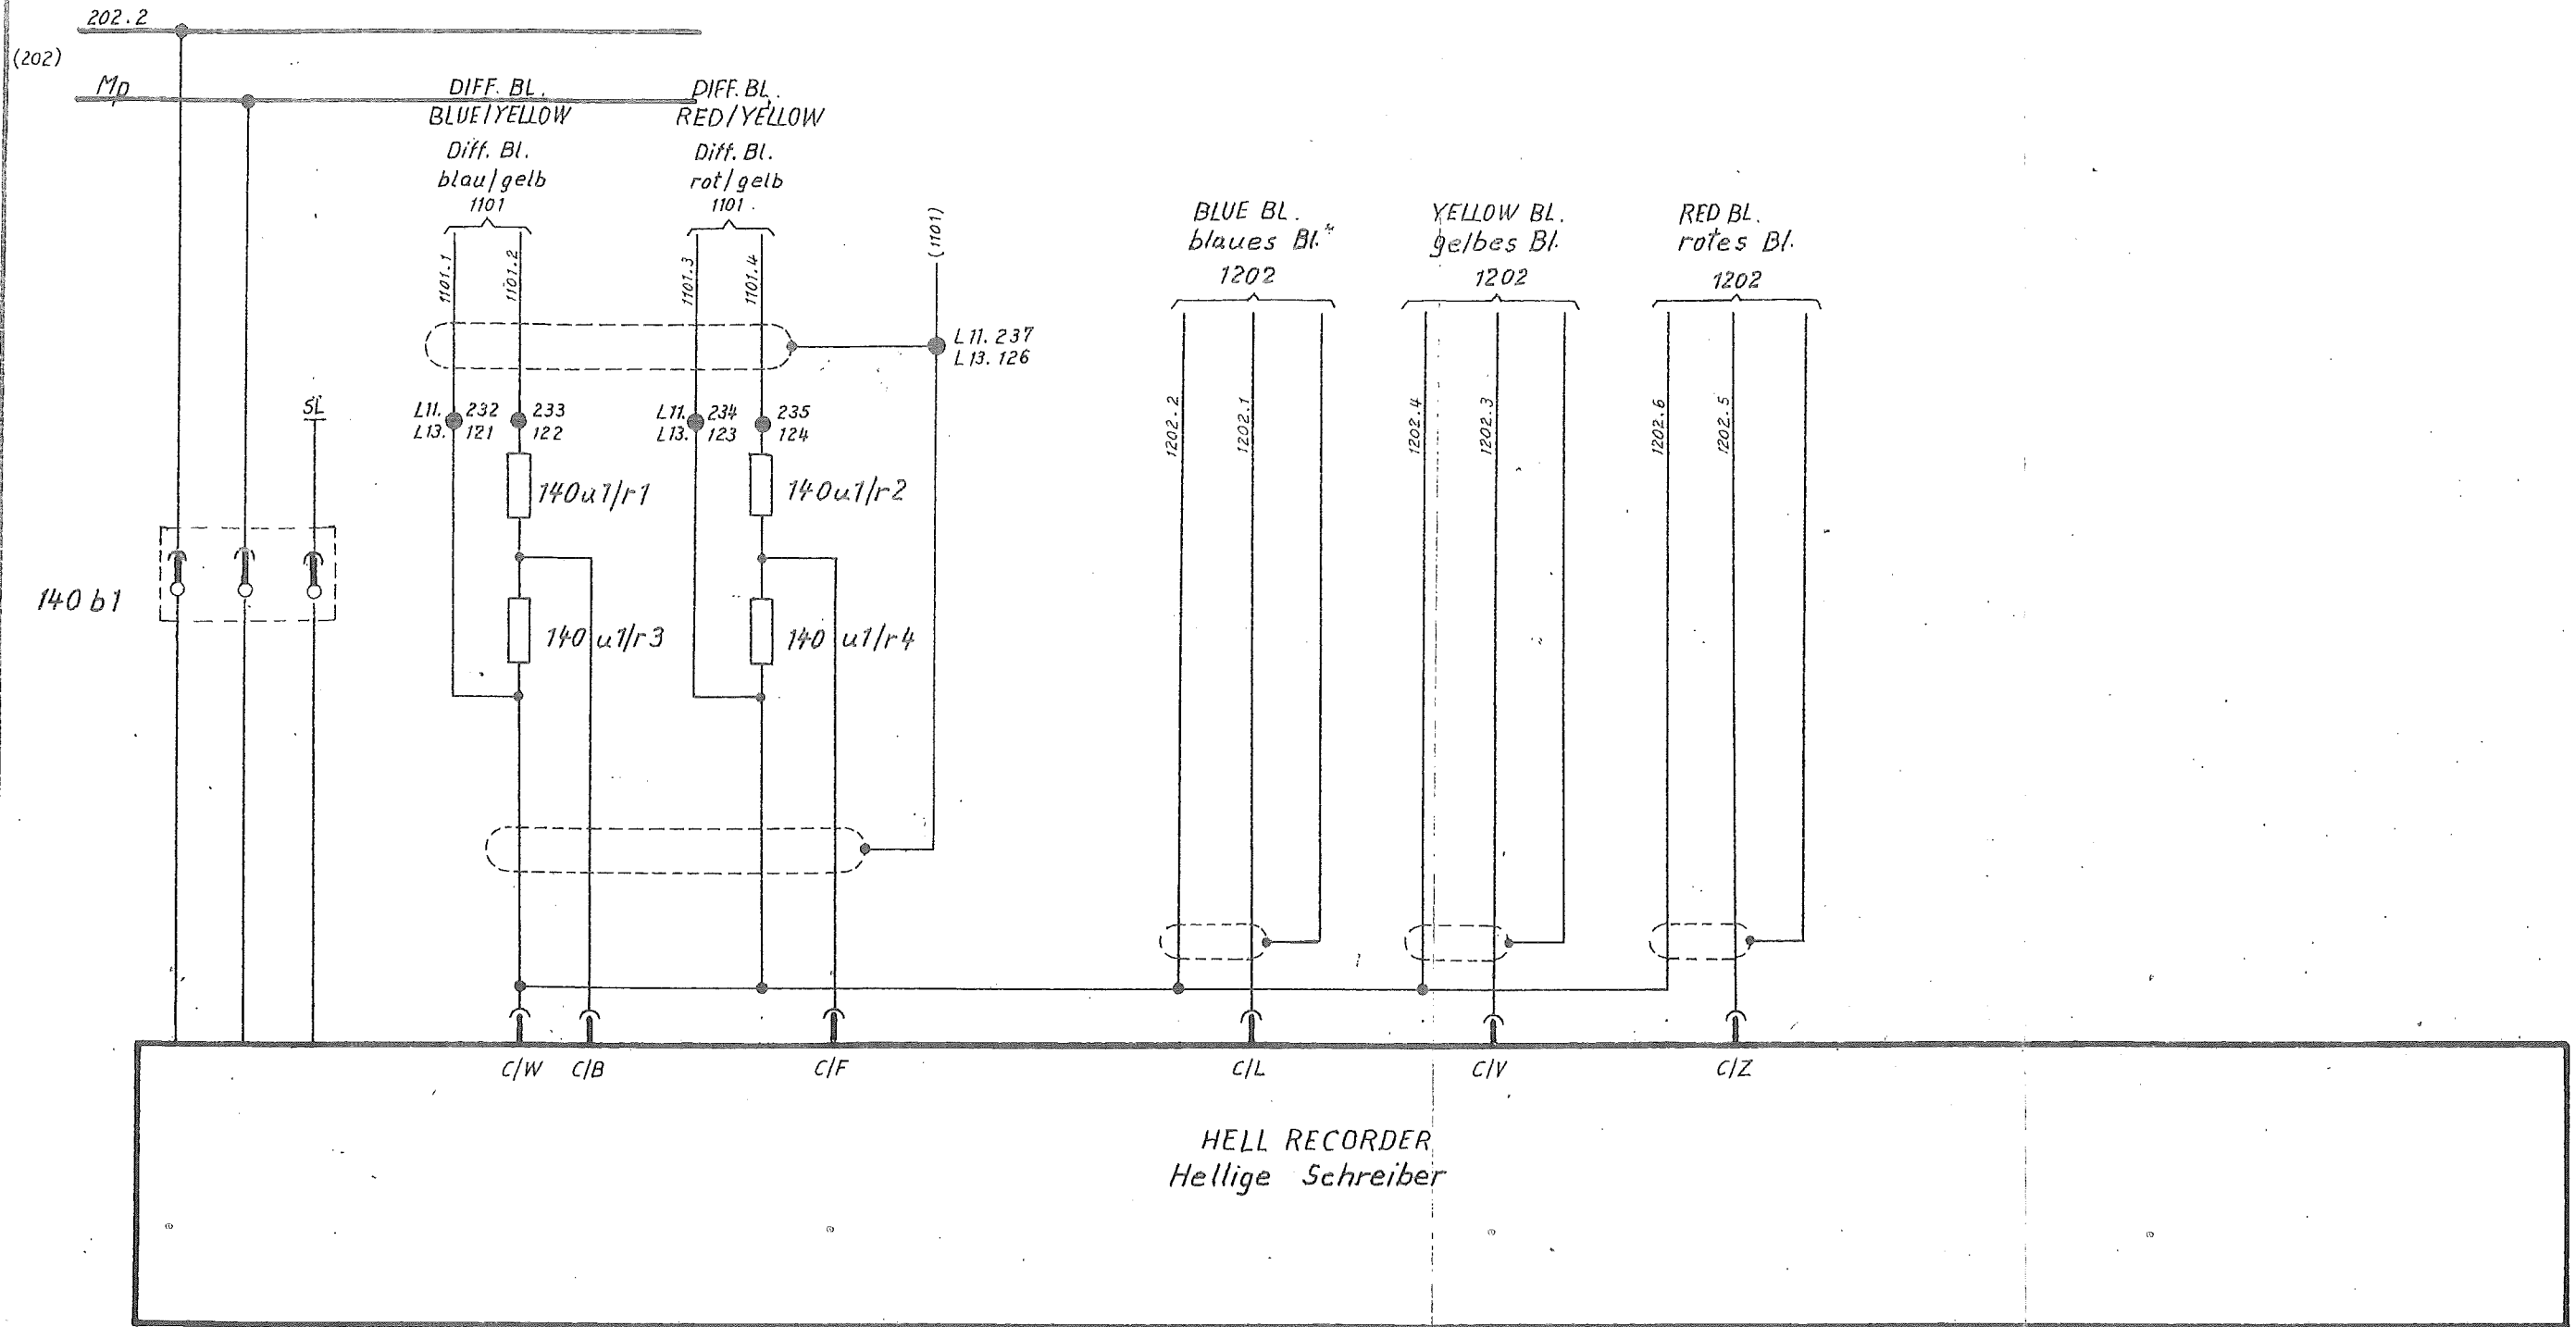 202.2
(202)
Mp
DIFF. BL.
BLUE/YELLOW
Diff. Bl.
blau/gelb
1101
DIFF. BL.
RED/YELLOW
Diff. Bl.
rot/gelb
1101
1101.1
1101.2
1101.3
1101.4
(1101)
L11. 237
L13. 126
BLUE BL.
blaues Bl.
1202
YELLOW BL.
gelbes Bl.
1202
RED BL.
rotes Bl.
1202
SL
L11. 232 233
L13. 121 122
L11. 234 235
L13. 123 124
1202.2
1202.1
1202.4
1202.3
1202.6
1202.5
140u1/r1
140u1/r2
140 b1
140 u1/r3
140 u1/r4
C/W C/B C/F C/L C/V C/Z
HELL RECORDER
Hellige Schreiber